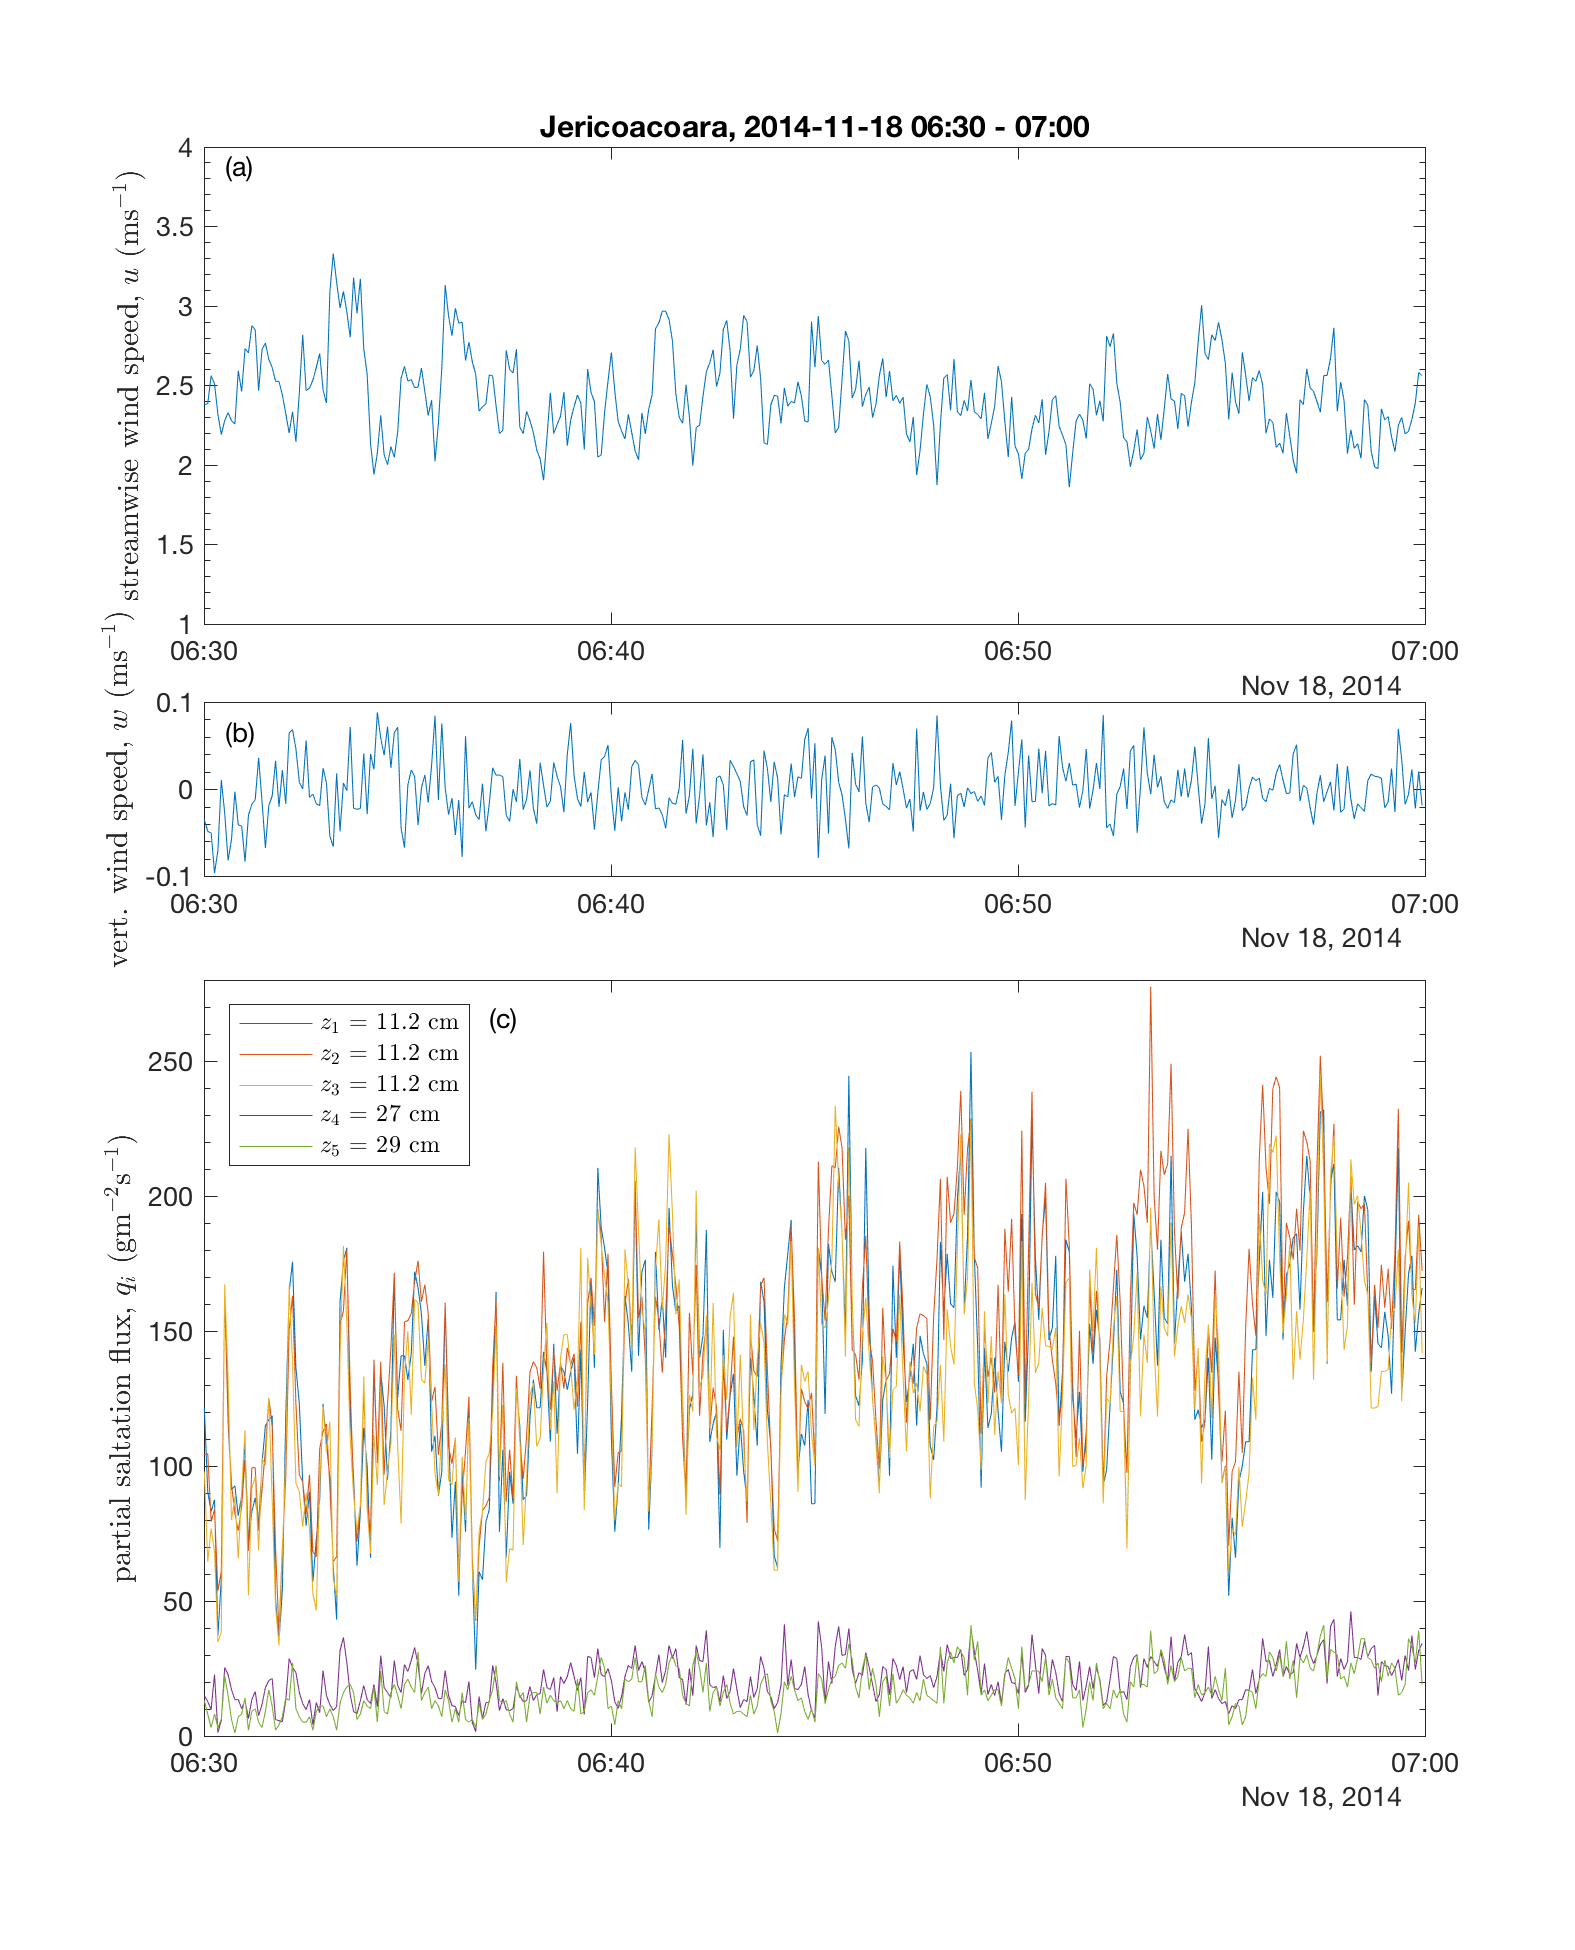 Jericoacoara, 2014-11-18 06:30 - 07:00
(a)
streamwise wind speed, u (ms⁻¹)
4
3.5
3
2.5
2
1.5
1
06:30 06:40 06:50 07:00
Nov 18, 2014
(b)
vert. wind speed, w (ms⁻¹)
0.1
0
-0.1
06:30 06:40 06:50 07:00
Nov 18, 2014
(c)
z₁ = 11.2 cm
z₂ = 11.2 cm
z₃ = 11.2 cm
z₄ = 27 cm
z₅ = 29 cm
partial saltation flux, qᵢ (gm⁻²s⁻¹)
250
200
150
100
50
0
06:30 06:40 06:50 07:00
Nov 18, 2014